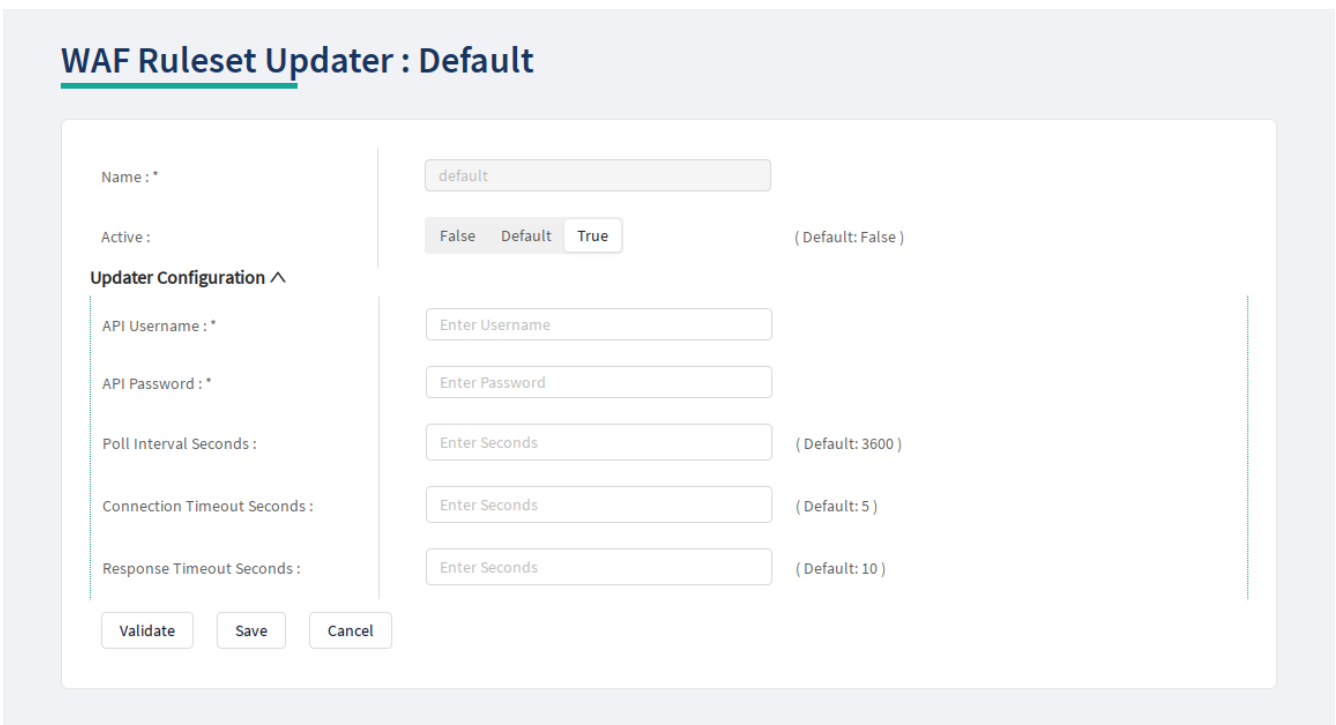 WAF Ruleset Updater : Default
Name : * default
Active : False Default True ( Default: False )
Updater Configuration
API Username : * Enter Username
API Password : * Enter Password
Poll Interval Seconds : Enter Seconds ( Default: 3600 )
Connection Timeout Seconds : Enter Seconds ( Default: 5 )
Response Timeout Seconds : Enter Seconds ( Default: 10 )
Validate Save Cancel